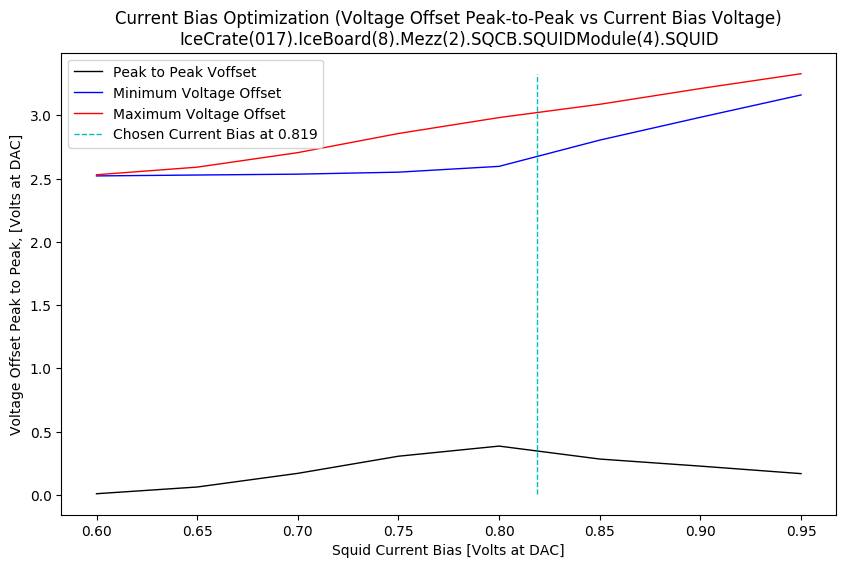 Current Bias Optimization (Voltage Offset Peak-to-Peak vs Current Bias Voltage)
IceCrate(017).IceBoard(8).Mezz(2).SQCB.SQUIDModule(4).SQUID
Peak to Peak Voffset
Minimum Voltage Offset
Maximum Voltage Offset
Chosen Current Bias at 0.819
Voltage Offset Peak to Peak, [Volts at DAC]
3.0
2.5
2.0
1.5
1.0
0.5
0.0
0.60 0.65 0.70 0.75 0.80 0.85 0.90 0.95
Squid Current Bias [Volts at DAC]